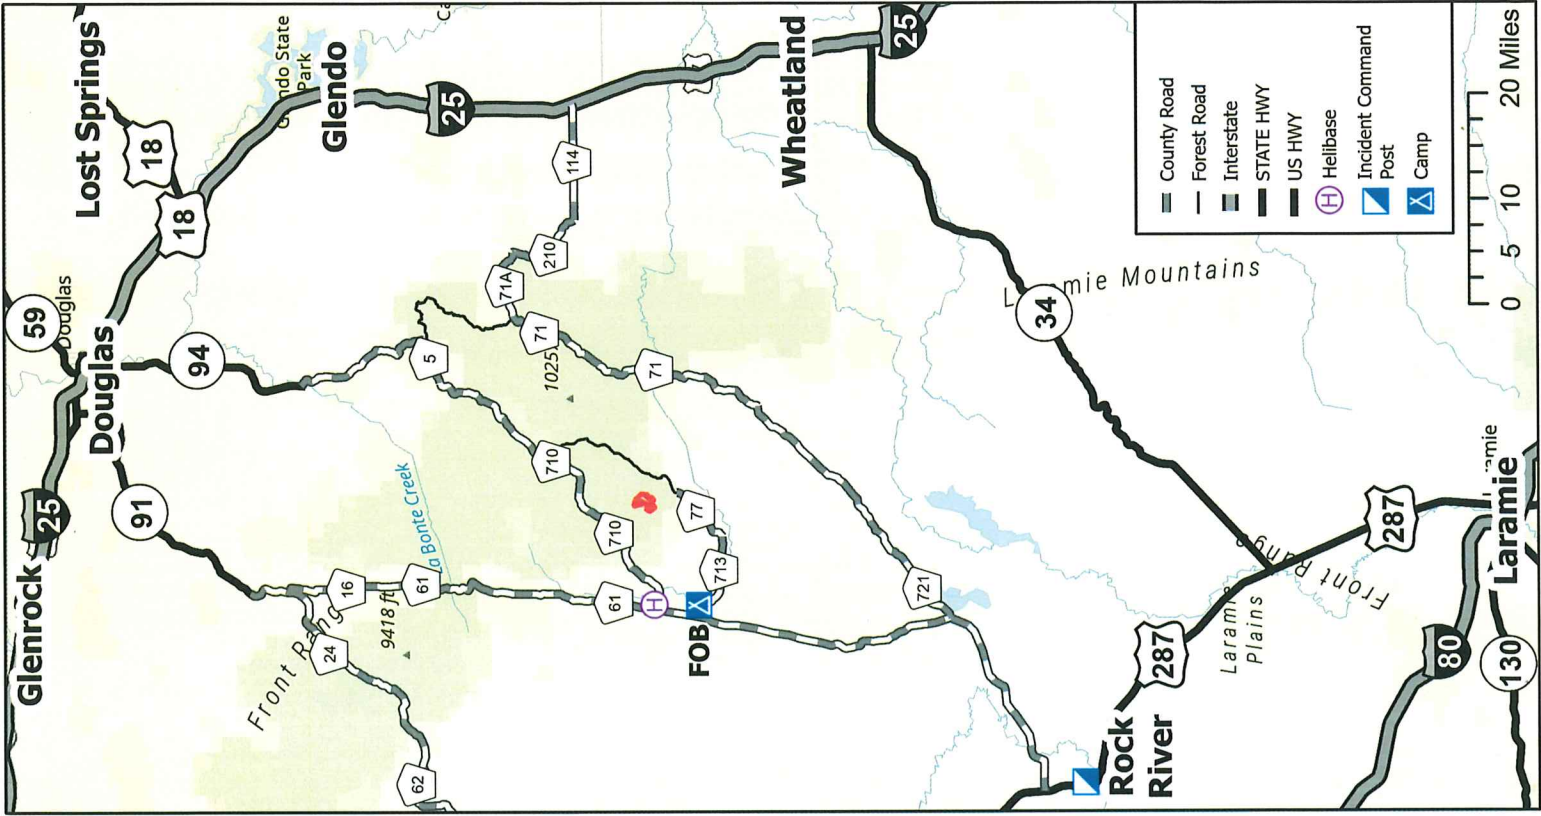 Glenrock
25
59
Douglas
Douglas
91
94
18
18
Lost Springs
Front Rang
24
16
9418 ft
61
La Bonte Creek
62
5
Glendo State
Park
Glendo
25
Ca
710
710
10257
71
71A
210
114
61
H
77
71
FOB
713
Wheatland
25
721
34
Laramie Mountains
Rock
River
287
Laramie
Plains
Front Range
287
80
130
Laramie
County Road
Forest Road
Interstate
STATE HWY
US HWY
H Helibase
Incident Command
Post
Camp
0 5 10 20 Miles